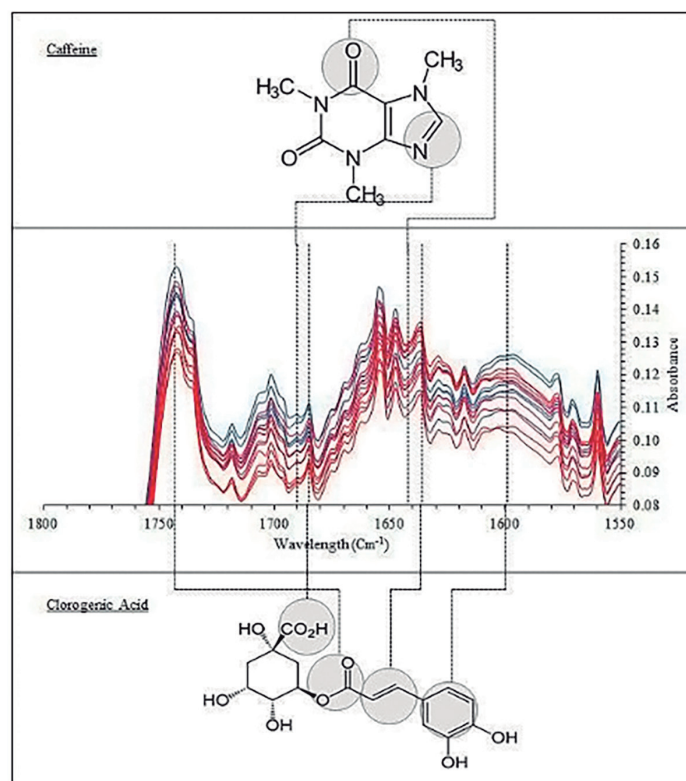 Caffeine
O
CH₃
H₃C
N
N
O
N
N
CH₃
0.16
0.15
0.14
0.13
0.12
0.11
0.10
0.09
0.08
Absorbance
1800
1750
1700
1650
1600
1550
Wavelength (Cm⁻¹)
Clorogenic Acid
HO
CO₂H
O
HO
OH
O
OH
HO